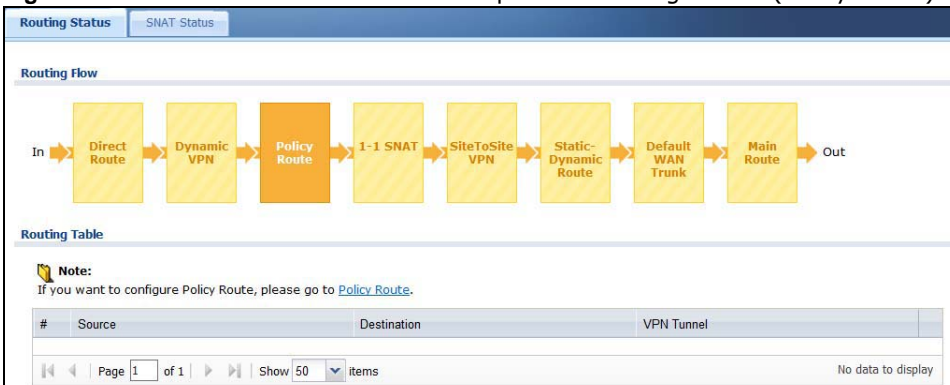 Routing Status SNAT Status
Routing Flow
In Direct Route Dynamic VPN Policy Route 1-1 SNAT SiteToSite VPN Static-Dynamic Route Default WAN Trunk Main Route Out
Routing Table
Note:
If you want to configure Policy Route, please go to Policy Route.
# Source Destination VPN Tunnel
Page 1 of 1 Show 50 items No data to display